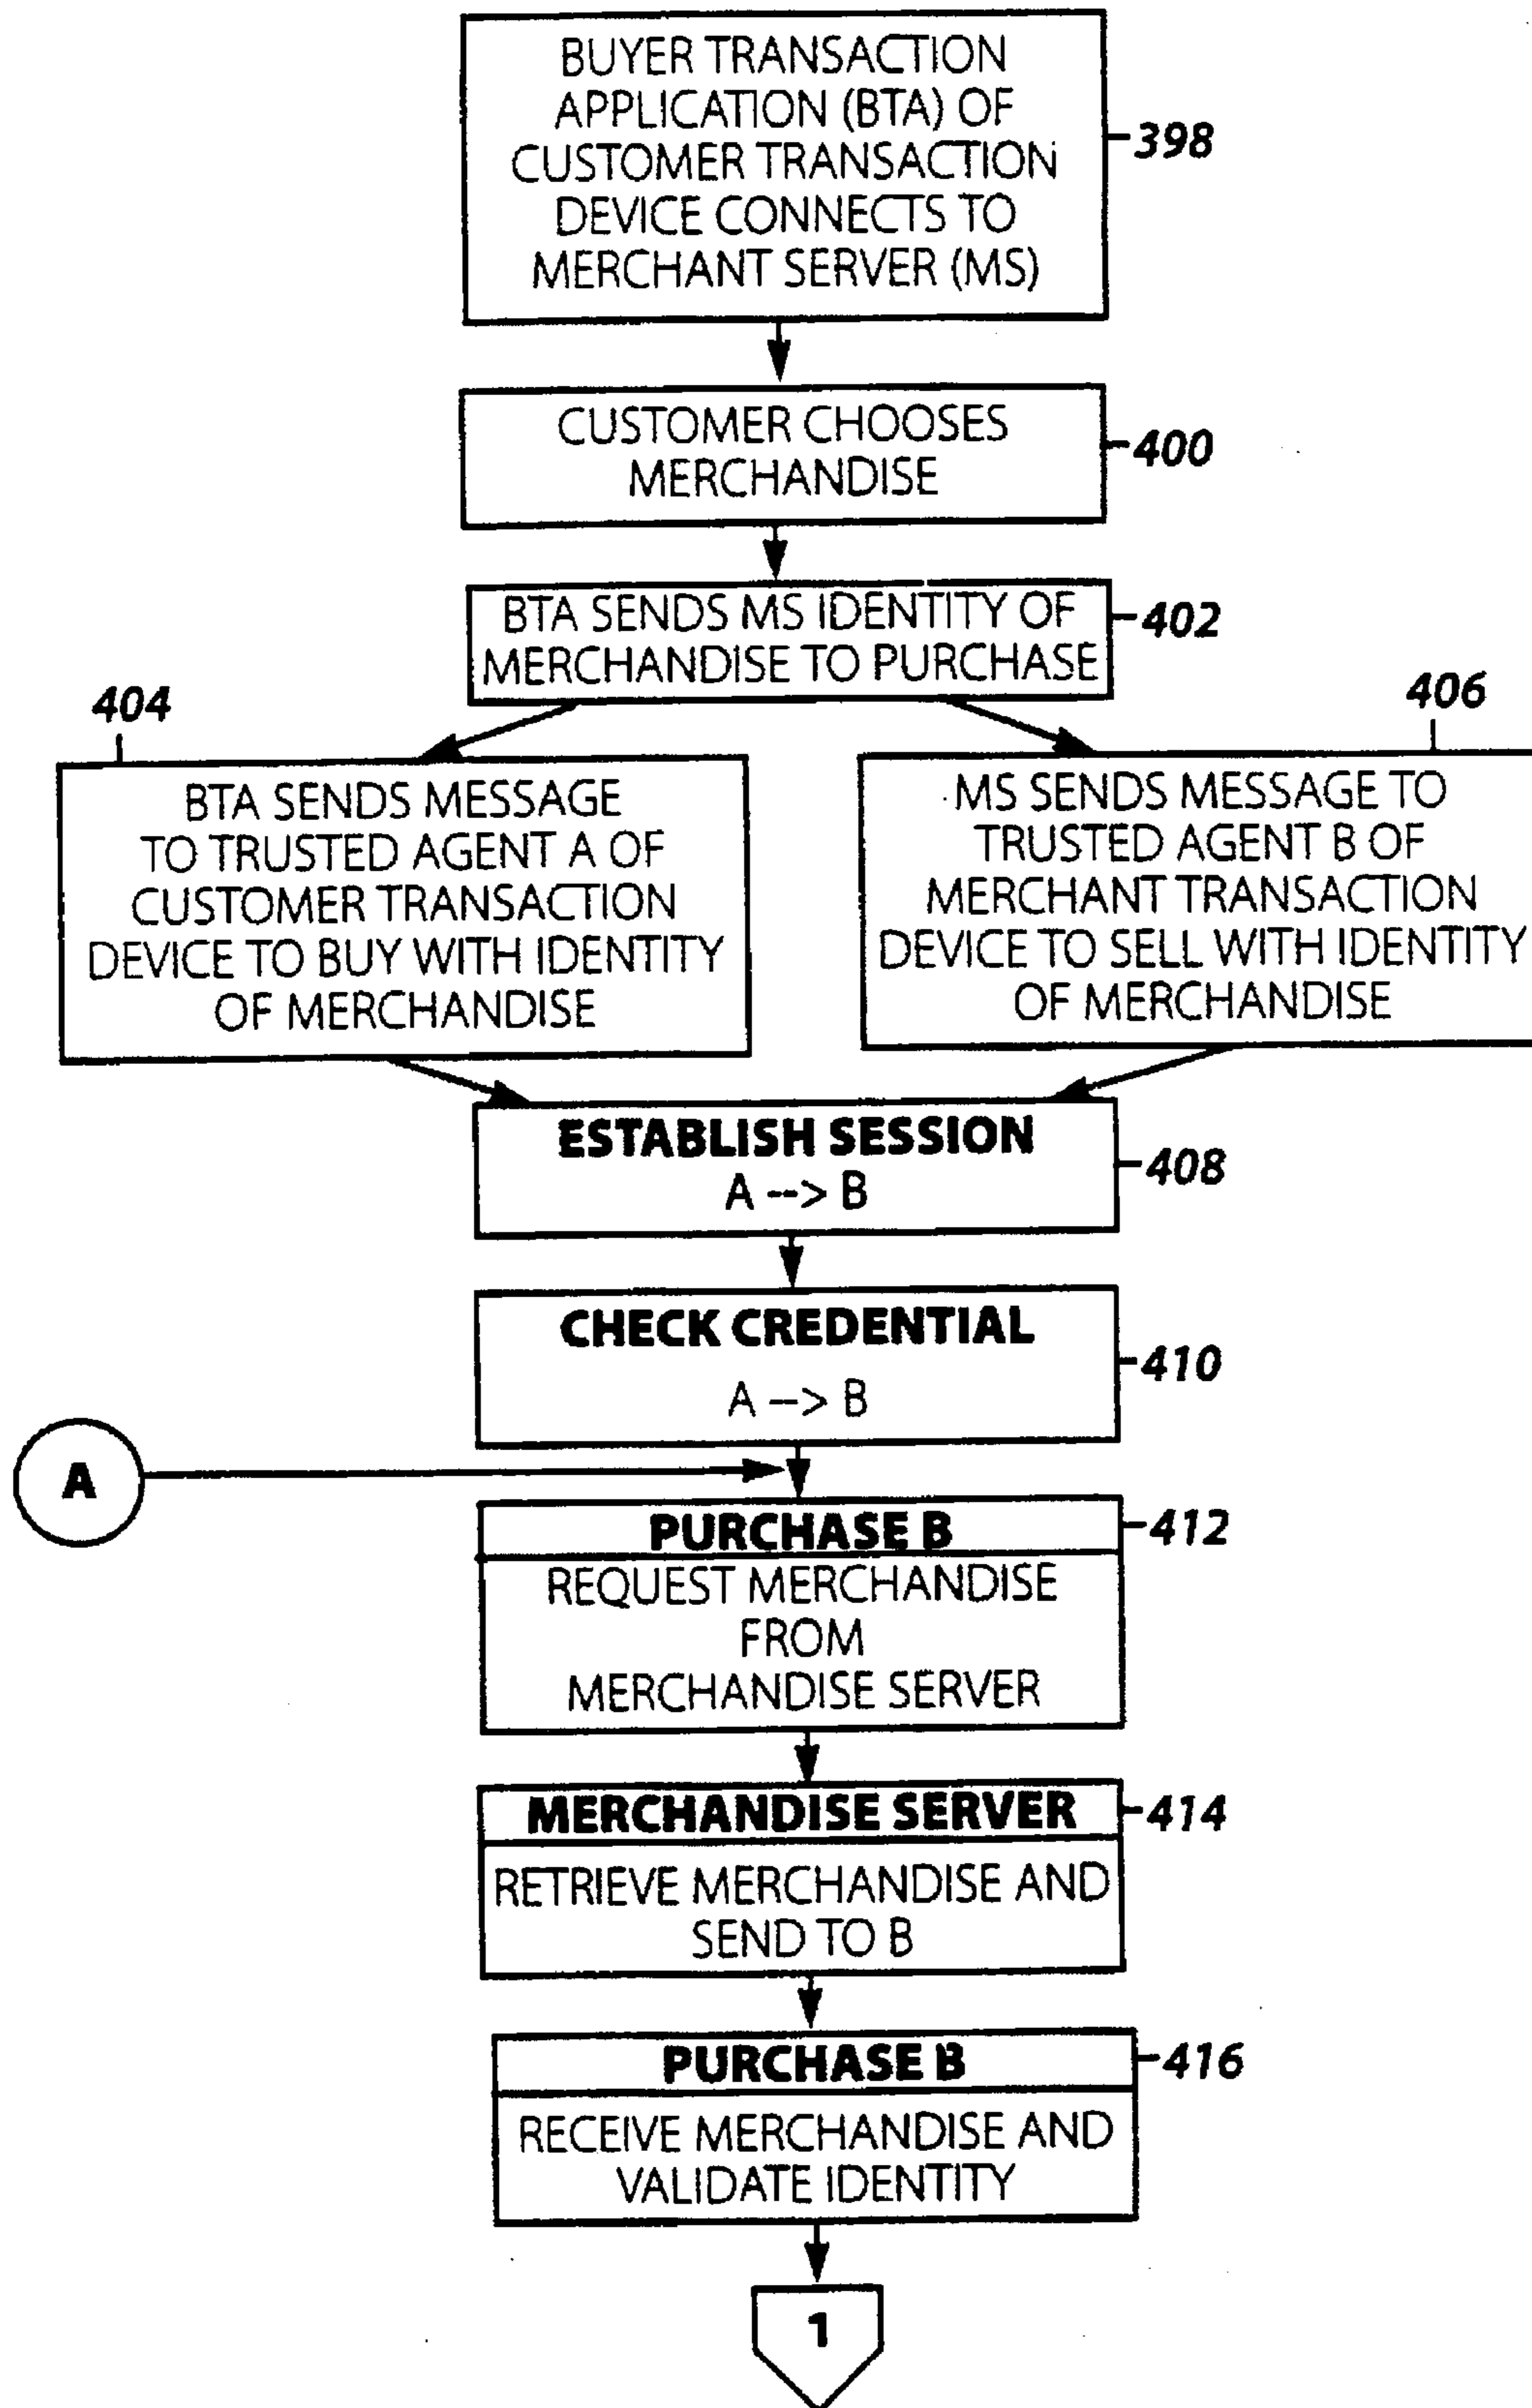 BUYER TRANSACTION
APPLICATION (BTA) OF
CUSTOMER TRANSACTION
DEVICE CONNECTS TO
MERCHANT SERVER (MS)
398
CUSTOMER CHOOSES
MERCHANDISE
400
BTA SENDS MS IDENTITY OF
MERCHANDISE TO PURCHASE
402
404
BTA SENDS MESSAGE
TO TRUSTED AGENT A OF
CUSTOMER TRANSACTION
DEVICE TO BUY WITH IDENTITY
OF MERCHANDISE
406
MS SENDS MESSAGE TO
TRUSTED AGENT B OF
MERCHANT TRANSACTION
DEVICE TO SELL WITH IDENTITY
OF MERCHANDISE
ESTABLISH SESSION
A --> B
408
CHECK CREDENTIAL
A --> B
410
A
PURCHASE B
412
REQUEST MERCHANDISE
FROM
MERCHANDISE SERVER
MERCHANDISE SERVER
414
RETRIEVE MERCHANDISE AND
SEND TO B
PURCHASE B
416
RECEIVE MERCHANDISE AND
VALIDATE IDENTITY
1